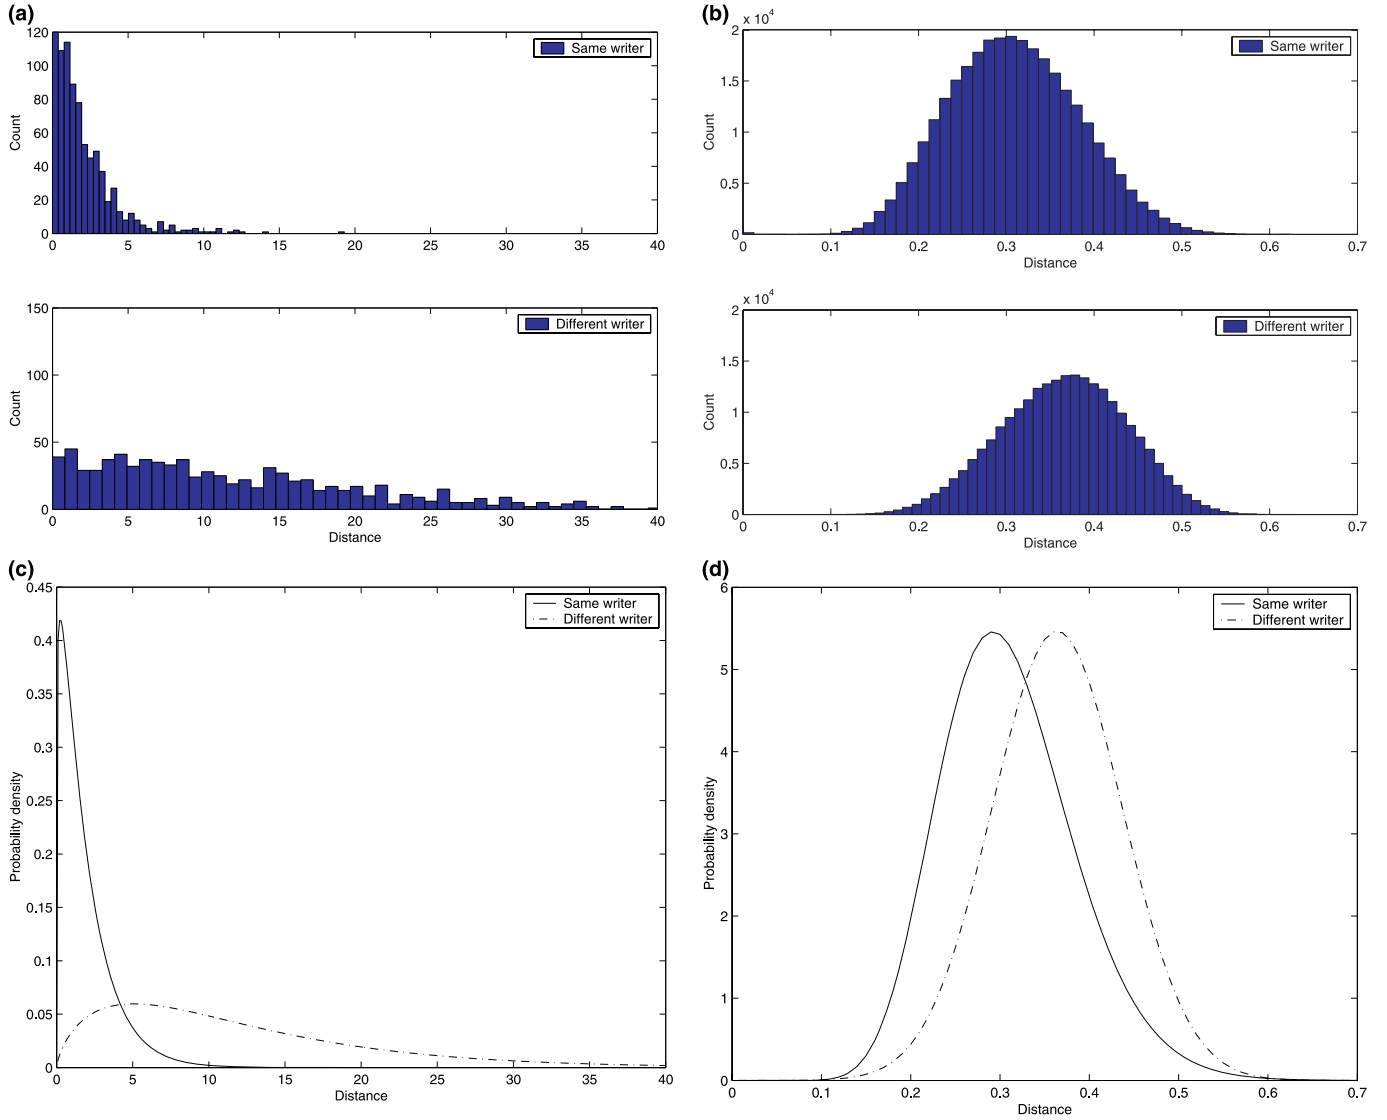 (a)
120
100
80
60
40
20
0
Count
Same writer
0 5 10 15 20 25 30 35 40
150
100
50
0
Count
Different writer
0 5 10 15 20 25 30 35 40
Distance
(b)
x 10^4
2
1.5
1
0.5
0
Count
Same writer
0 0.1 0.2 0.3 0.4 0.5 0.6 0.7
Distance
x 10^4
2
1.5
1
0.5
0
Count
Different writer
0 0.1 0.2 0.3 0.4 0.5 0.6 0.7
Distance
(c)
0.45
0.4
0.35
0.3
0.25
0.2
0.15
0.1
0.05
0
Probability density
Same writer
Different writer
0 5 10 15 20 25 30 35 40
Distance
(d)
6
5
4
3
2
1
0
Probability density
Same writer
Different writer
0 0.1 0.2 0.3 0.4 0.5 0.6 0.7
Distance